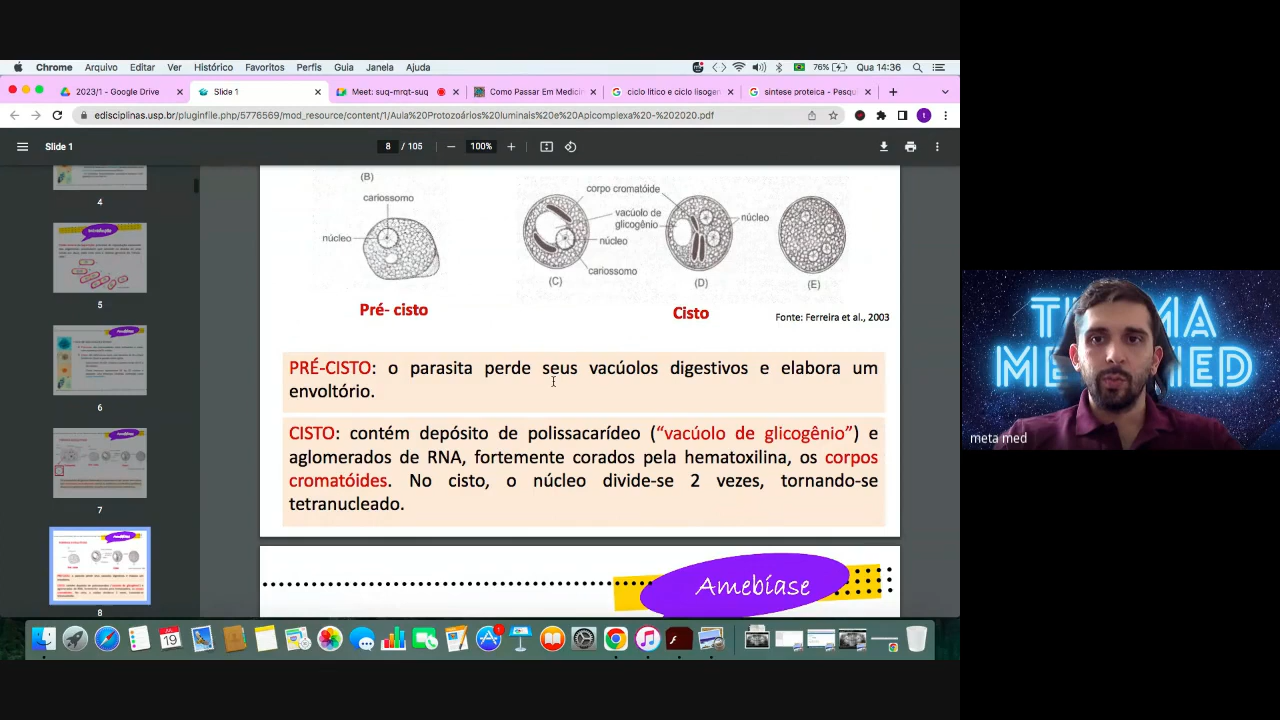 Chrome Arquivo Editar Ver Histórico Favoritos Perfis Guia Janela Ajuda 76% Qua 14:36
2023/1 - Google Drive
Slide 1
Meet: suq-mrqt-suq
Como Passar Em Medicin
ciclo lítico e ciclo lisogen
síntese proteica - Pesqui
edisciplinas.usp.br/pluginfile.php/5776569/mod_resource/content/1/Aula%20Protozoários%20luminais%20e%20Apicomplexa%20-%202020.pdf
Slide 1
8 / 105
100%
4
5
6
7
8
(B)
cariossomo
núcleo
Pré- cisto
corpo cromatóide
vacúolo de
glicogênio
núcleo
cariossomo
núcleo
(C)
(D)
(E)
Cisto
Fonte: Ferreira et al., 2003
PRÉ-CISTO: o parasita perde seus vacúolos digestivos e elabora um
envoltório.
CISTO: contém depósito de polissacarídeo (“vacúolo de glicogênio”) e
aglomerados de RNA, fortemente corados pela hematoxilina, os corpos
cromatóides. No cisto, o núcleo divide-se 2 vezes, tornando-se
tetranucleado.
Amebíase
meta med